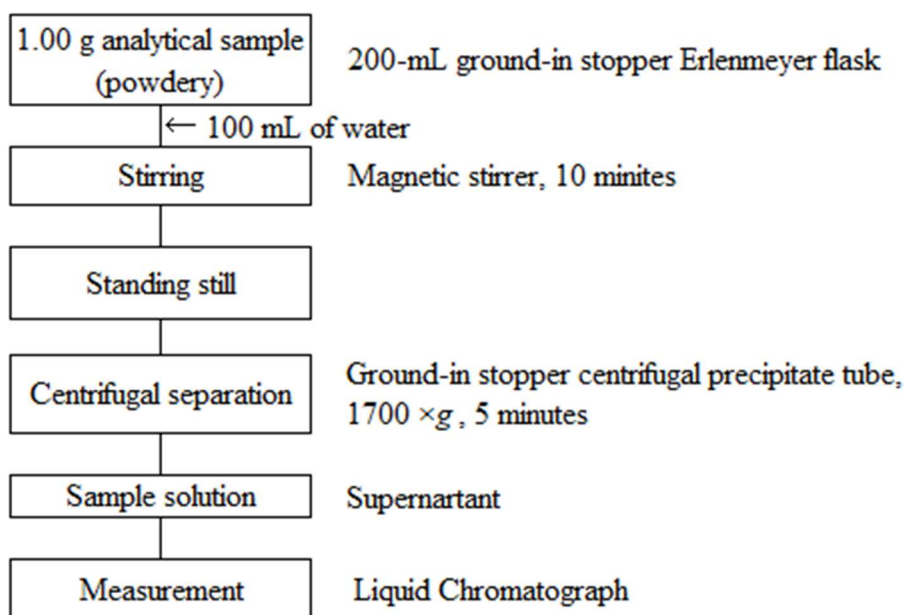 1.00 g analytical sample
(powdery)
200-mL ground-in stopper Erlenmeyer flask
← 100 mL of water
Stirring
Magnetic stirrer, 10 minites
Standing still
Centrifugal separation
Ground-in stopper centrifugal precipitate tube,
1700 ×g , 5 minutes
Sample solution
Supernartant
Measurement
Liquid Chromatograph